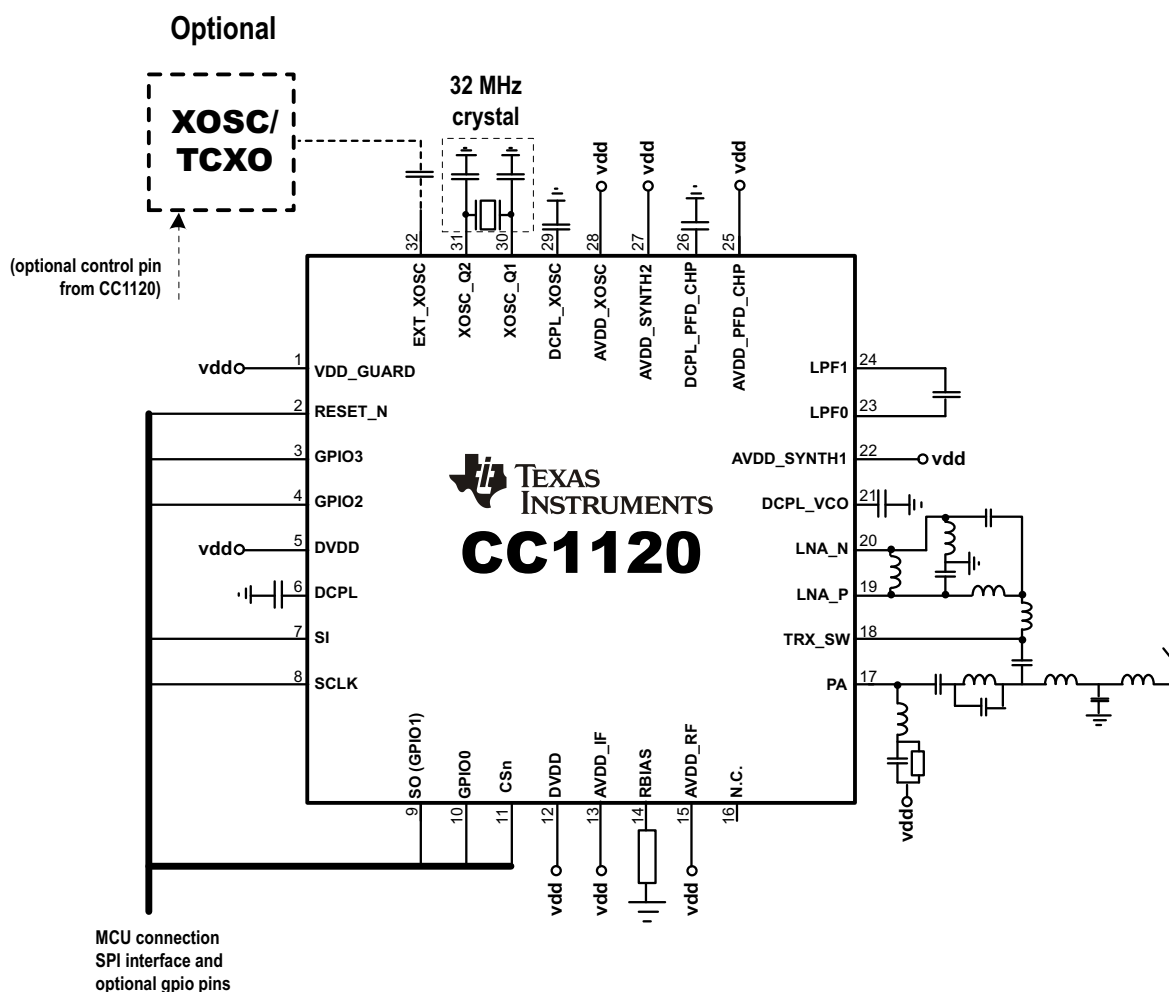 Optional
XOSC/
TCXO
32 MHz
crystal
(optional control pin
from CC1120)
vdd
vdd
vdd
32
31
30
29
28
27
26
25
EXT_XOSC
XOSC_Q2
XOSC_Q1
DCPL_XOSC
AVDD_XOSC
AVDD_SYNTH2
DCPL_PFD_CHP
AVDD_PFD_CHP
vdd
1
VDD_GUARD
2
RESET_N
3
GPIO3
4
GPIO2
vdd
5
DVDD
6
DCPL
7
SI
8
SCLK
TEXAS
INSTRUMENTS
CC1120
LPF1
24
LPF0
23
AVDD_SYNTH1
22
vdd
DCPL_VCO
21
LNA_N
20
LNA_P
19
TRX_SW
18
PA
17
vdd
SO (GPIO1)
GPIO0
CSn
DVDD
AVDD_IF
RBIAS
AVDD_RF
N.C.
9
10
11
12
13
14
15
16
vdd
vdd
vdd
MCU connection
SPI interface and
optional gpio pins